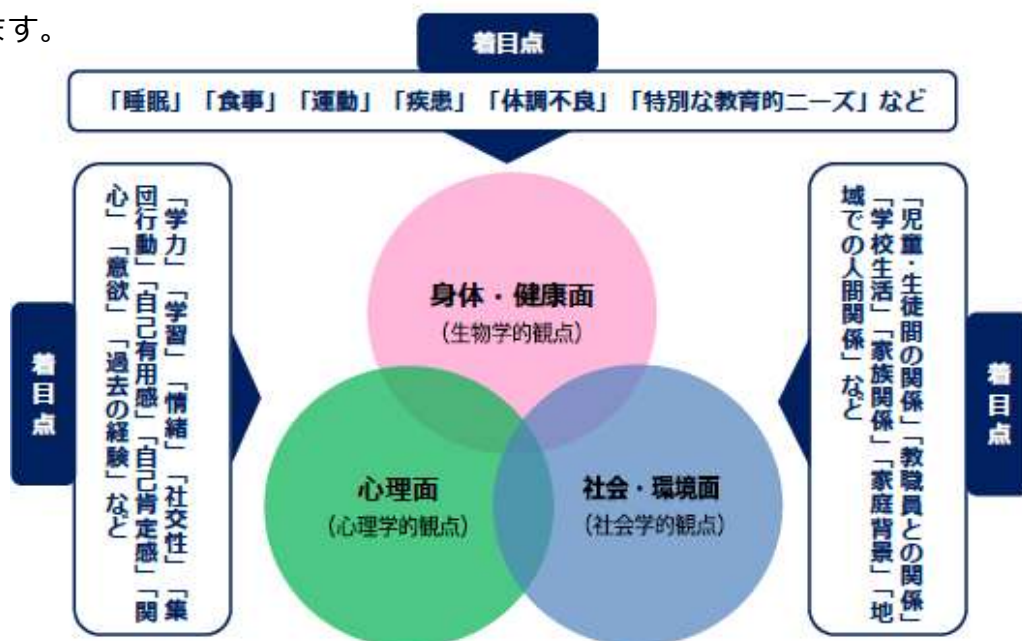 ます。
着目点
「睡眠」「食事」「運動」「疾患」「体調不良」「特別な教育的ニーズ」など
着目点
「学力」「学習」「情緒」「社交性」「集
団行動」「自己有用感」「自己肯定感」「関
心」「意欲」「過去の経験」など
身体・健康面
(生物学的観点)
心理面
(心理学的観点)
社会・環境面
(社会学的観点)
「児童・生徒間の関係」「教職員との関係」
「学校生活」「家族関係」「家庭背景」「地
域での人間関係」など
着目点